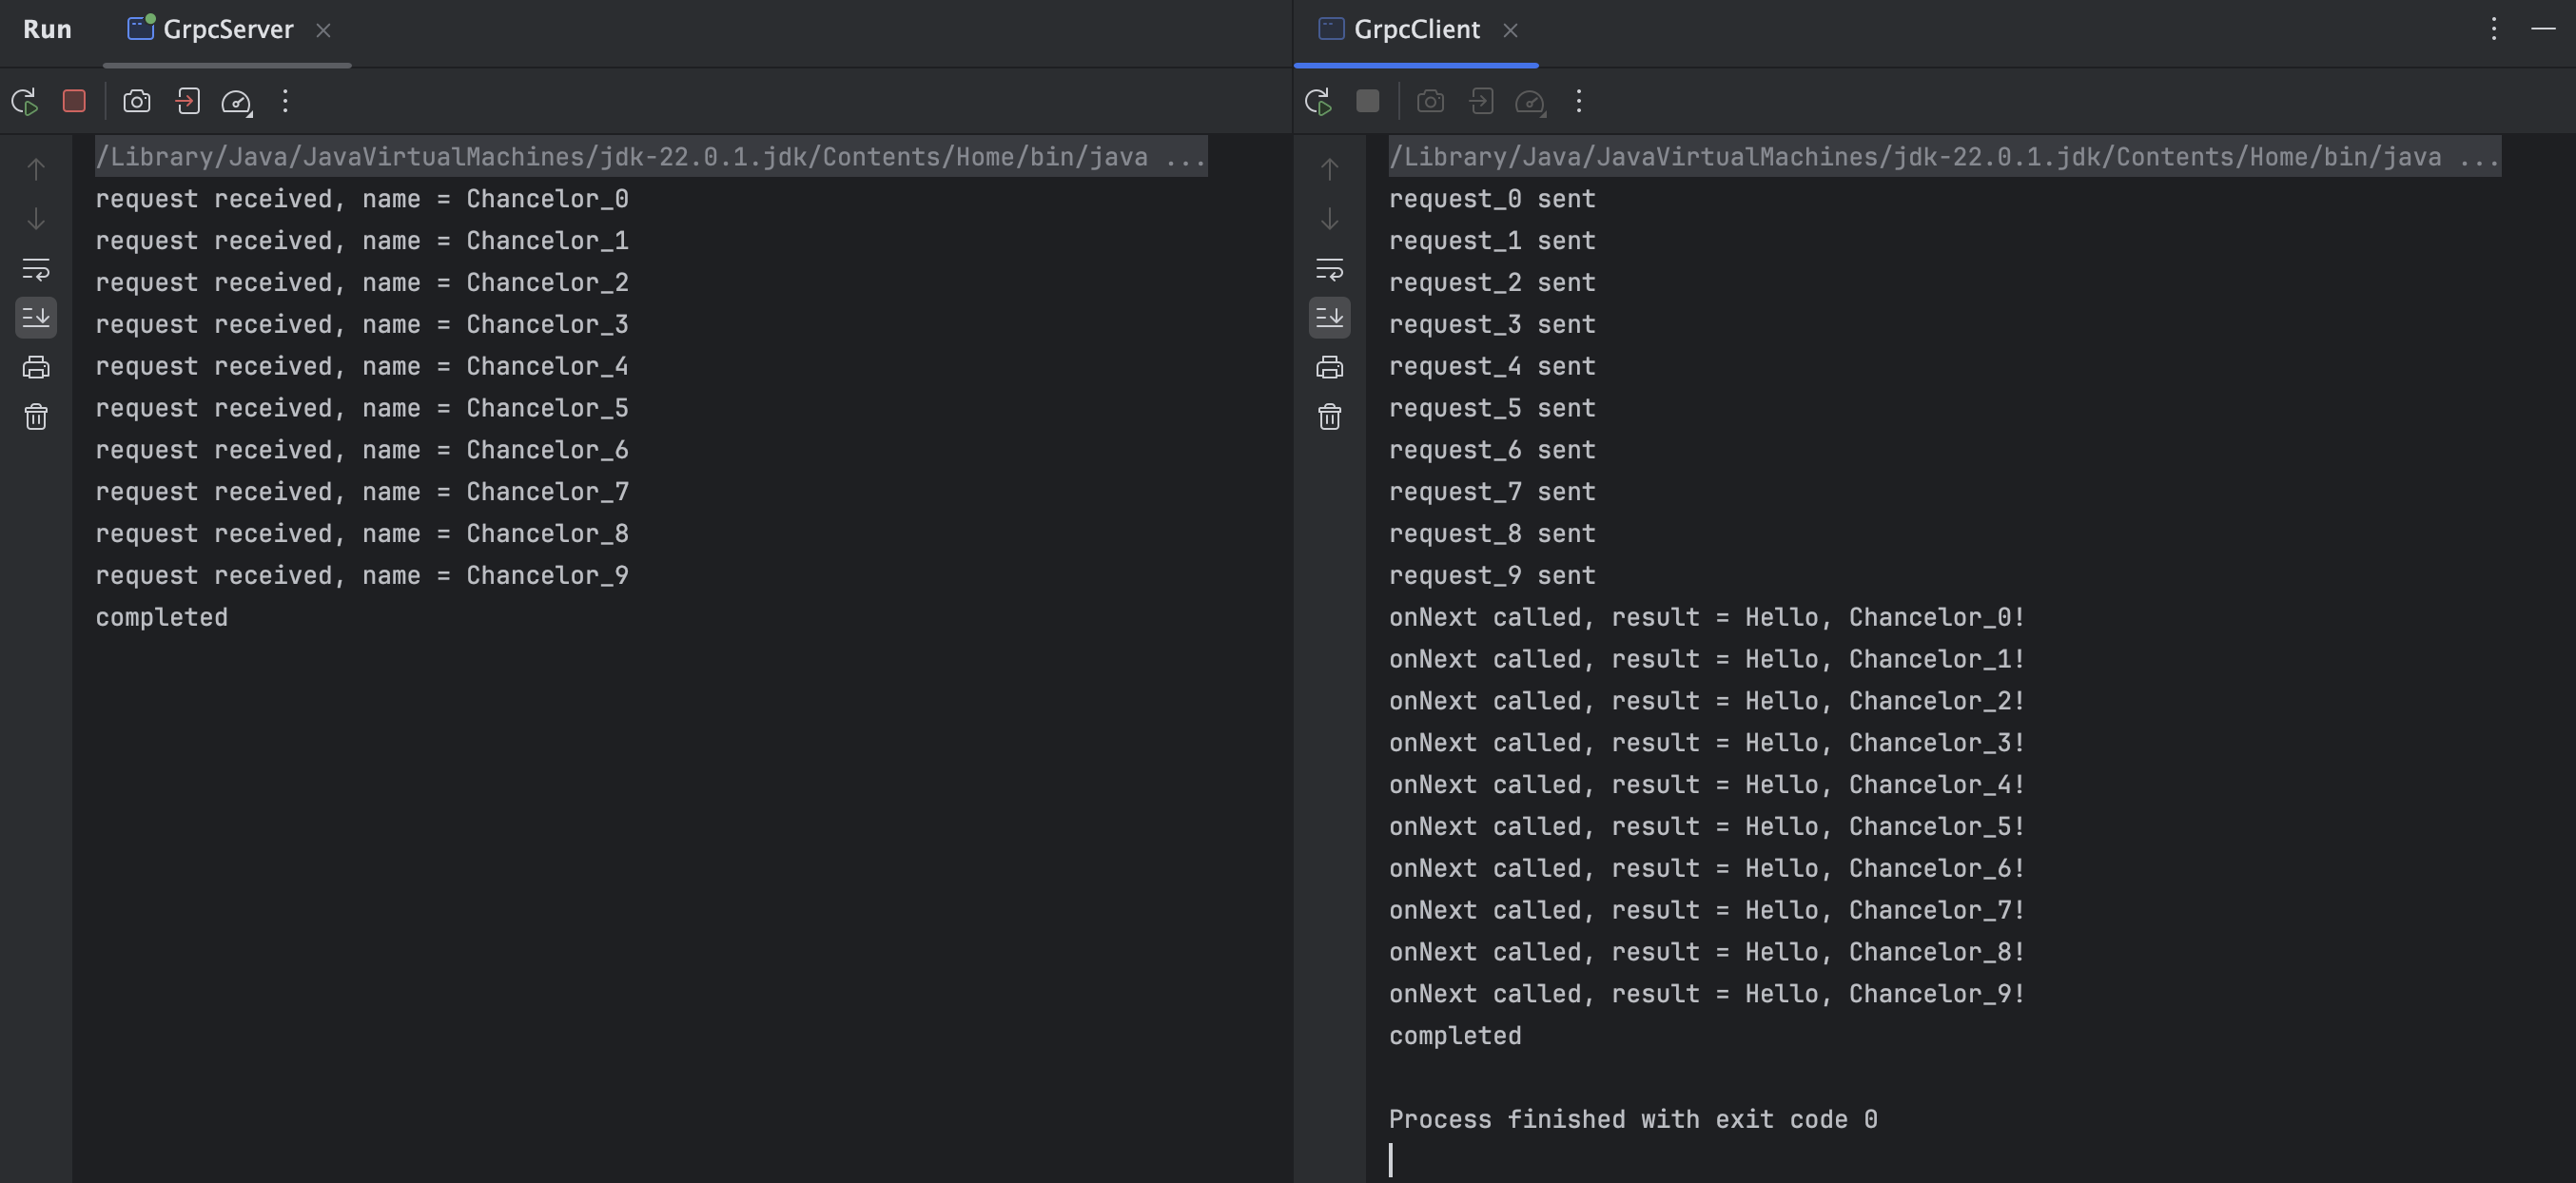 Run
GrpcServer
/Library/Java/JavaVirtualMachines/jdk-22.0.1.jdk/Contents/Home/bin/java ...
request received, name = Chancelor_0
request received, name = Chancelor_1
request received, name = Chancelor_2
request received, name = Chancelor_3
request received, name = Chancelor_4
request received, name = Chancelor_5
request received, name = Chancelor_6
request received, name = Chancelor_7
request received, name = Chancelor_8
request received, name = Chancelor_9
completed
GrpcClient
/Library/Java/JavaVirtualMachines/jdk-22.0.1.jdk/Contents/Home/bin/java ...
request_0 sent
request_1 sent
request_2 sent
request_3 sent
request_4 sent
request_5 sent
request_6 sent
request_7 sent
request_8 sent
request_9 sent
onNext called, result = Hello, Chancelor_0!
onNext called, result = Hello, Chancelor_1!
onNext called, result = Hello, Chancelor_2!
onNext called, result = Hello, Chancelor_3!
onNext called, result = Hello, Chancelor_4!
onNext called, result = Hello, Chancelor_5!
onNext called, result = Hello, Chancelor_6!
onNext called, result = Hello, Chancelor_7!
onNext called, result = Hello, Chancelor_8!
onNext called, result = Hello, Chancelor_9!
completed
Process finished with exit code 0